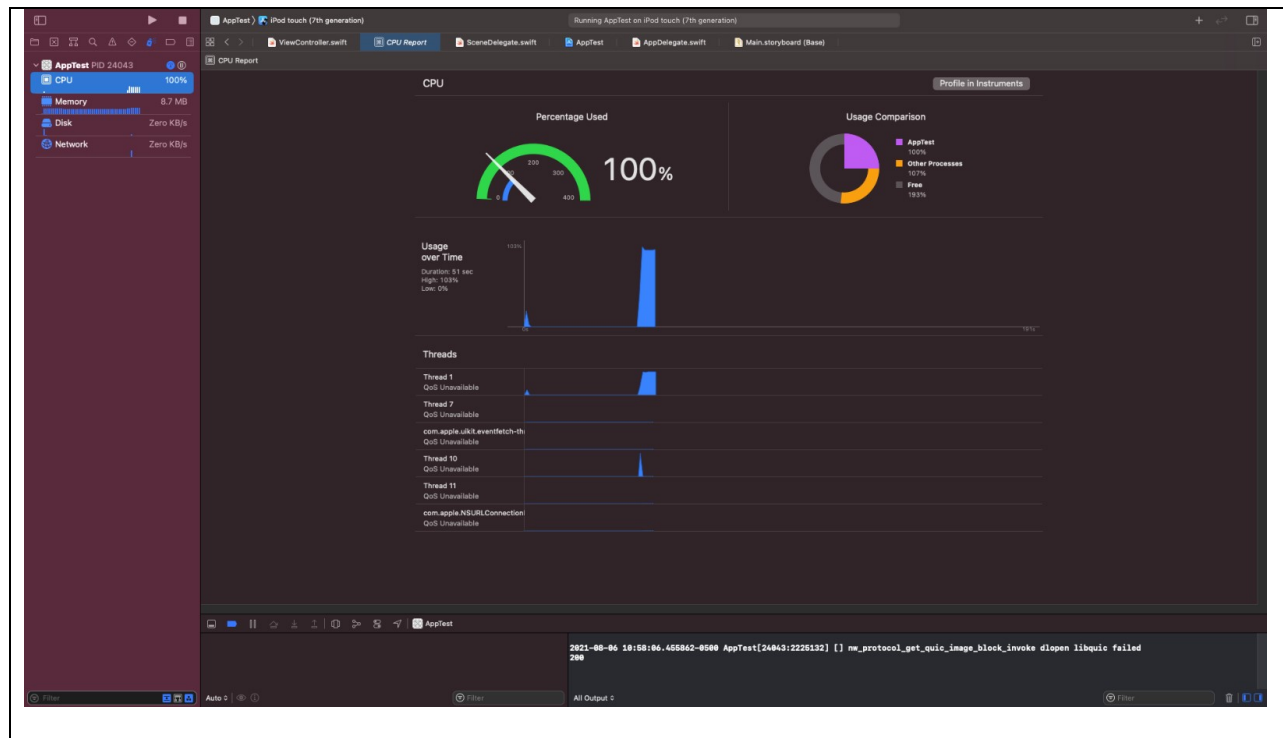 AppTest 〉 iPod touch (7th generation)
Running AppTest on iPod touch (7th generation)
ViewController.swift
CPU Report
SceneDelegate.swift
AppTest
AppDelegate.swift
Main.storyboard (Base)
AppTest PID 24043
CPU 100%
Memory 8.7 MB
Disk Zero KB/s
Network Zero KB/s
CPU Report
CPU
Profile in Instruments
Percentage Used
0
200
300
400
100%
Usage Comparison
AppTest
100%
Other Processes
107%
Free
193%
Usage
over Time
Duration: 51 sec
High: 103%
Low: 0%
103%
0s
Threads
Thread 1
QoS Unavailable
Thread 7
QoS Unavailable
com.apple.uikit.eventfetch-th
QoS Unavailable
Thread 10
QoS Unavailable
Thread 11
QoS Unavailable
com.apple.NSURLConnection
QoS Unavailable
AppTest
2021-08-06 10:58:06.455862-0500 AppTest[24043:2225132] [] nw_protocol_get_quic_image_block_invoke dlopen libquic failed
200
Filter
Auto
Filter
All Output
Filter